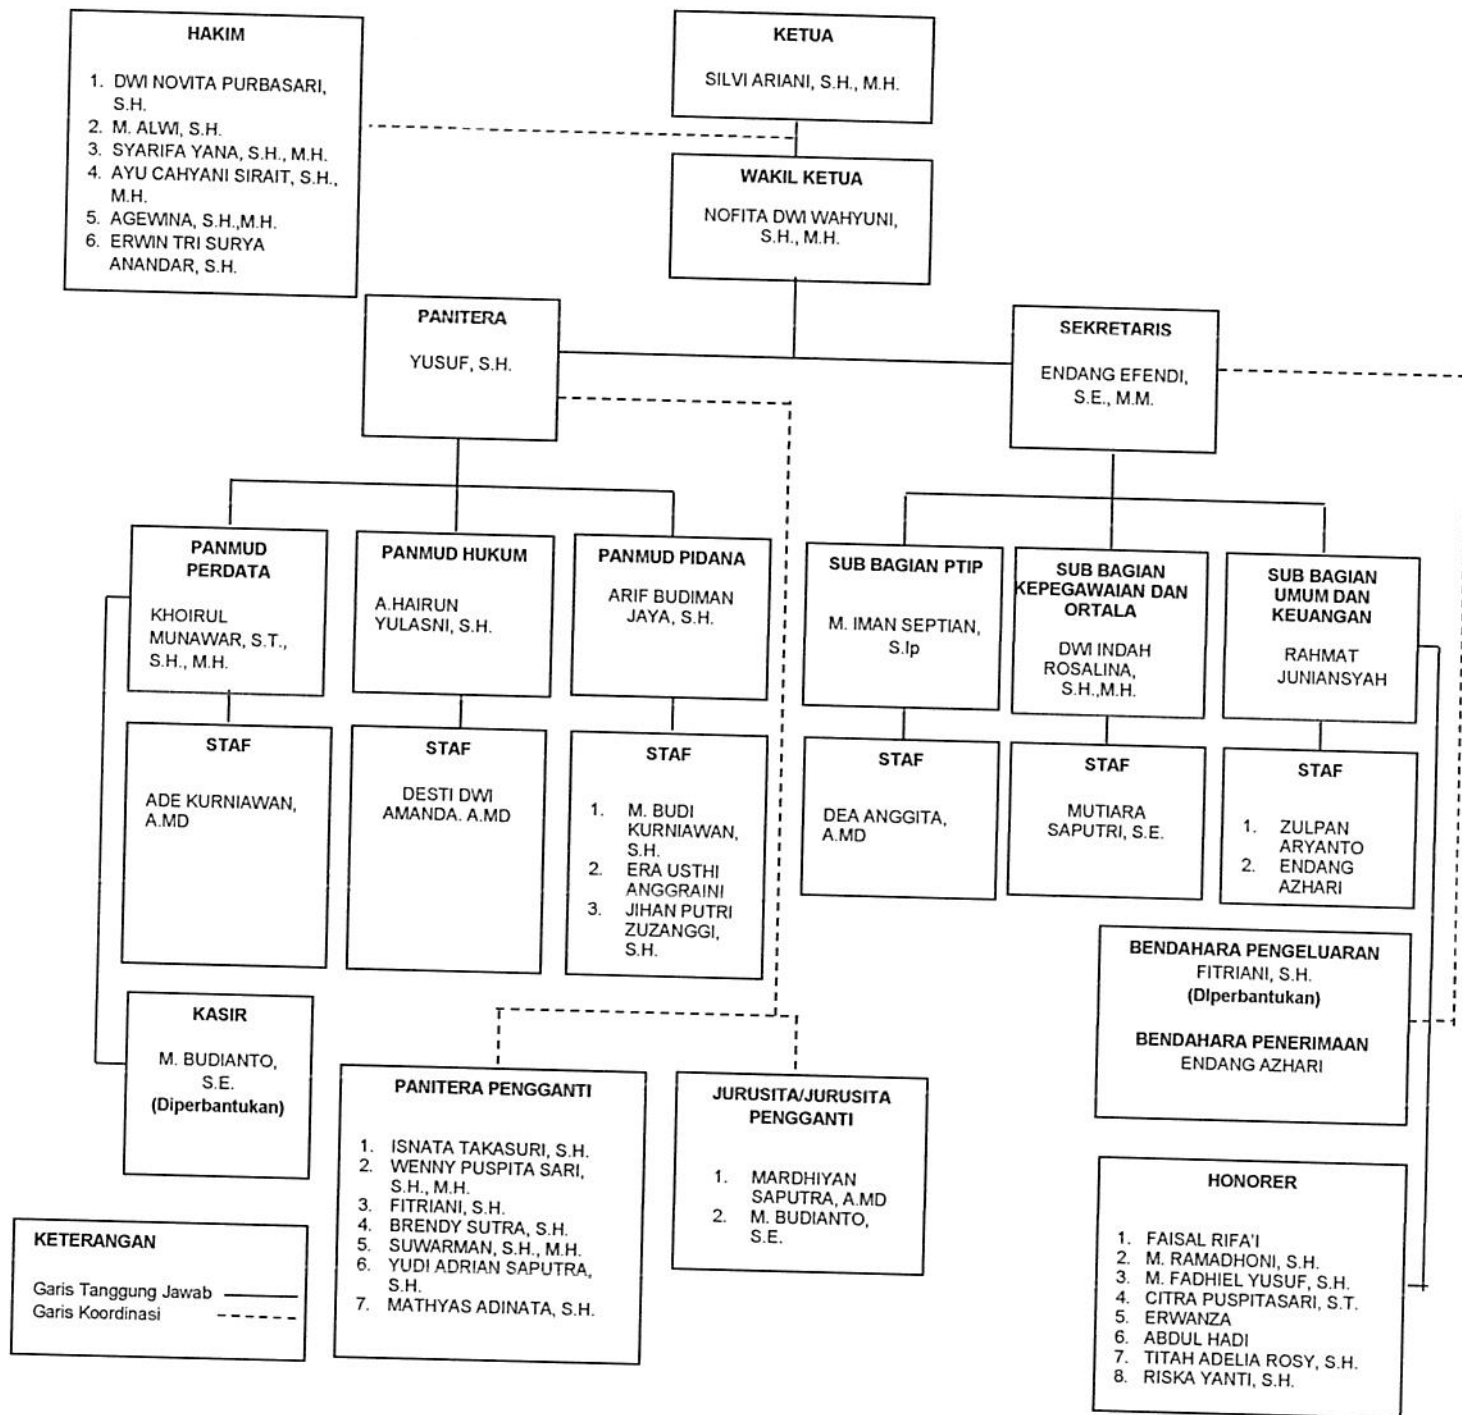 HAKIM
1. DWI NOVITA PURBASARI,
S.H.
2. M. ALWI, S.H.
3. SYARIFA YANA, S.H., M.H.
4. AYU CAHYANI SIRAIT, S.H.,
M.H.
5. AGEWINA, S.H.,M.H.
6. ERWIN TRI SURYA
ANANDAR, S.H.
KETUA
SILVI ARIANI, S.H., M.H.
WAKIL KETUA
NOFITA DWI WAHYUNI,
S.H., M.H.
PANITERA
YUSUF, S.H.
SEKRETARIS
ENDANG EFENDI,
S.E., M.M.
PANMUD
PERDATA
KHOIRUL
MUNAWAR, S.T.,
S.H., M.H.
PANMUD HUKUM
A.HAIRUN
YULASNI, S.H.
PANMUD PIDANA
ARIF BUDIMAN
JAYA, S.H.
SUB BAGIAN PTIP
M. IMAN SEPTIAN,
S.Ip
SUB BAGIAN
KEPEGAWAIAN DAN
ORTALA
DWI INDAH
ROSALINA,
S.H.,M.H.
SUB BAGIAN
UMUM DAN
KEUANGAN
RAHMAT
JUNIANSYAH
STAF
ADE KURNIAWAN,
A.MD
STAF
DESTI DWI
AMANDA. A.MD
STAF
1. M. BUDI
KURNIAWAN,
S.H.
2. ERA USTHI
ANGGRAINI
3. JIHAN PUTRI
ZUZANGGI,
S.H.
STAF
DEA ANGGITA,
A.MD
STAF
MUTIARA
SAPUTRI, S.E.
STAF
1. ZULPAN
ARYANTO
2. ENDANG
AZHARI
KASIR
M. BUDIANTO,
S.E.
(Diperbantukan)
PANITERA PENGGANTI
1. ISNATA TAKASURI, S.H.
2. WENNY PUSPITA SARI,
S.H., M.H.
3. FITRIANI, S.H.
4. BRENDY SUTRA, S.H.
5. SUWARMAN, S.H., M.H.
6. YUDI ADRIAN SAPUTRA,
S.H.
7. MATHYAS ADINATA, S.H.
JURUSITA/JURUSITA
PENGGANTI
1. MARDHIYAN
SAPUTRA, A.MD
2. M. BUDIANTO,
S.E.
BENDAHARA PENGELUARAN
FITRIANI, S.H.
(DIperbantukan)
BENDAHARA PENERIMAAN
ENDANG AZHARI
HONORER
1. FAISAL RIFA'I
2. M. RAMADHONI, S.H.
3. M. FADHIEL YUSUF, S.H.
4. CITRA PUSPITASARI, S.T.
5. ERWANZA
6. ABDUL HADI
7. TITAH ADELIA ROSY, S.H.
8. RISKA YANTI, S.H.
KETERANGAN
Garis Tanggung Jawab
Garis Koordinasi